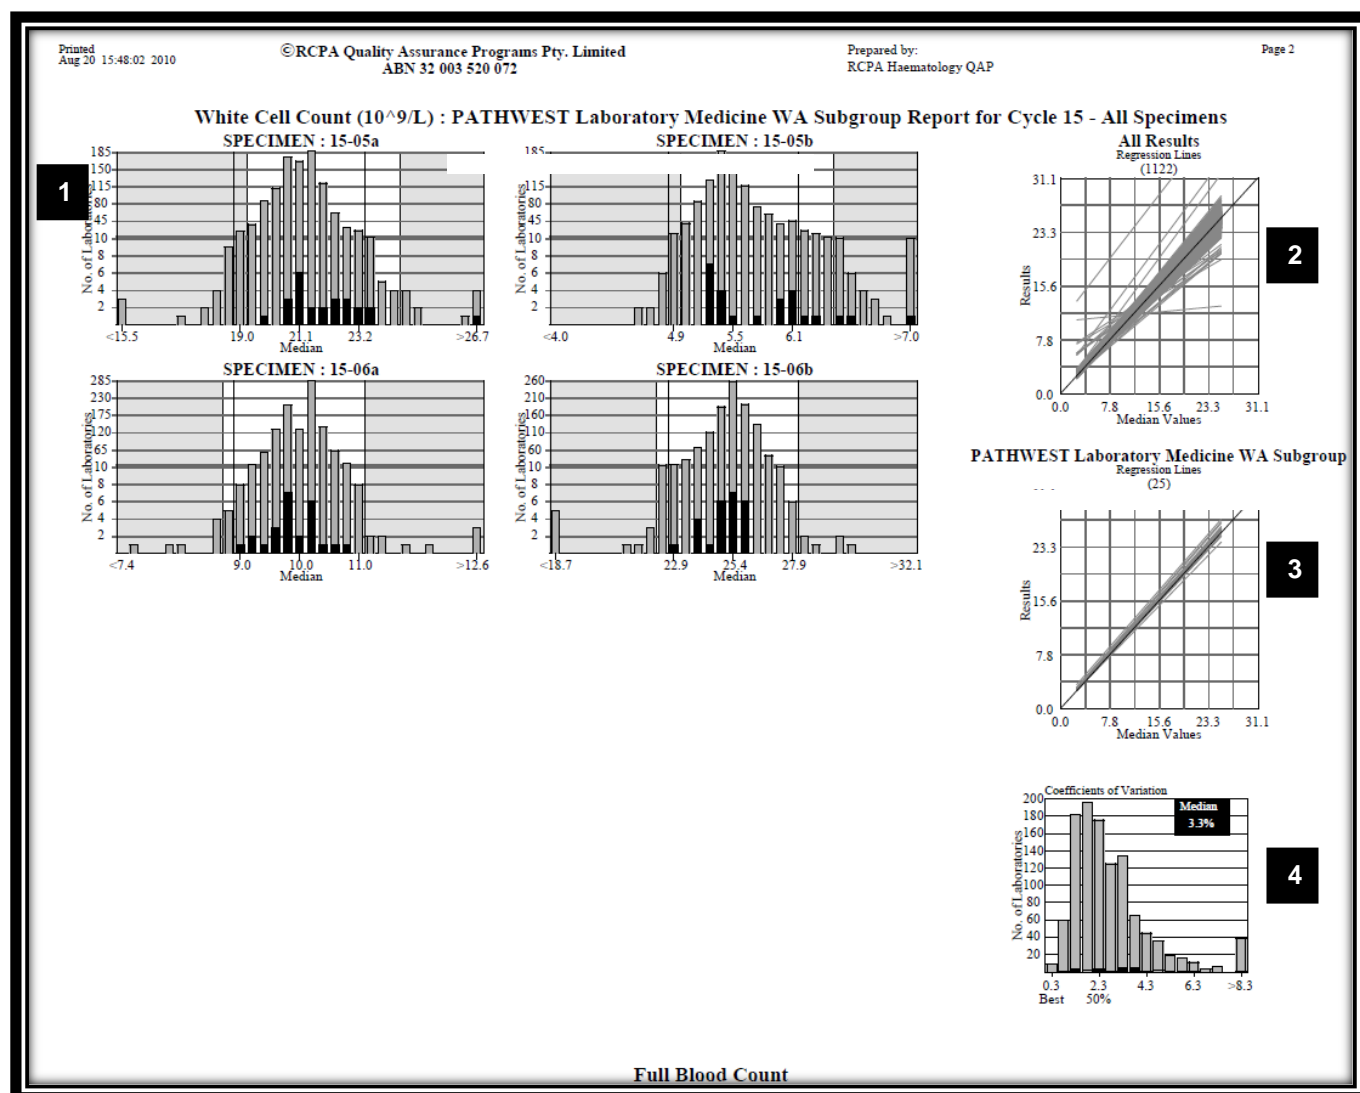 Printed
Aug 20 15:48:02 2010
©RCPA Quality Assurance Programs Pty. Limited
ABN 32 003 520 072
Prepared by:
RCPA Haematology QAP
Page 2
White Cell Count (10^9/L) : PATHWEST Laboratory Medicine WA Subgroup Report for Cycle 15 - All Specimens
SPECIMEN : 15-05a
1
185
150
115
80
45
10
8
6
4
2
No. of Laboratories
<15.5 19.0 21.1 23.2 >26.7
Median
SPECIMEN : 15-05b
185
115
80
45
10
8
6
4
2
No. of Laboratories
<4.0 4.9 5.5 6.1 >7.0
Median
All Results
Regression Lines
(1122)
31.1
23.3
15.6
7.8
0.0
Results
0.0 7.8 15.6 23.3 31.1
Median Values
2
SPECIMEN : 15-06a
285
230
175
120
65
10
8
6
4
2
No. of Laboratories
<7.4 9.0 10.0 11.0 >12.6
Median
SPECIMEN : 15-06b
260
210
160
110
60
10
8
6
4
2
No. of Laboratories
<18.7 22.9 25.4 27.9 >32.1
Median
PATHWEST Laboratory Medicine WA Subgroup
Regression Lines
(25)
23.3
15.6
7.8
0.0
Results
0.0 7.8 15.6 23.3 31.1
Median Values
3
Coefficients of Variation
Median
3.3%
200
180
160
140
120
100
80
60
40
20
No. of Laboratories
0.3 2.3 4.3 6.3 >8.3
Best 50%
4
Full Blood Count